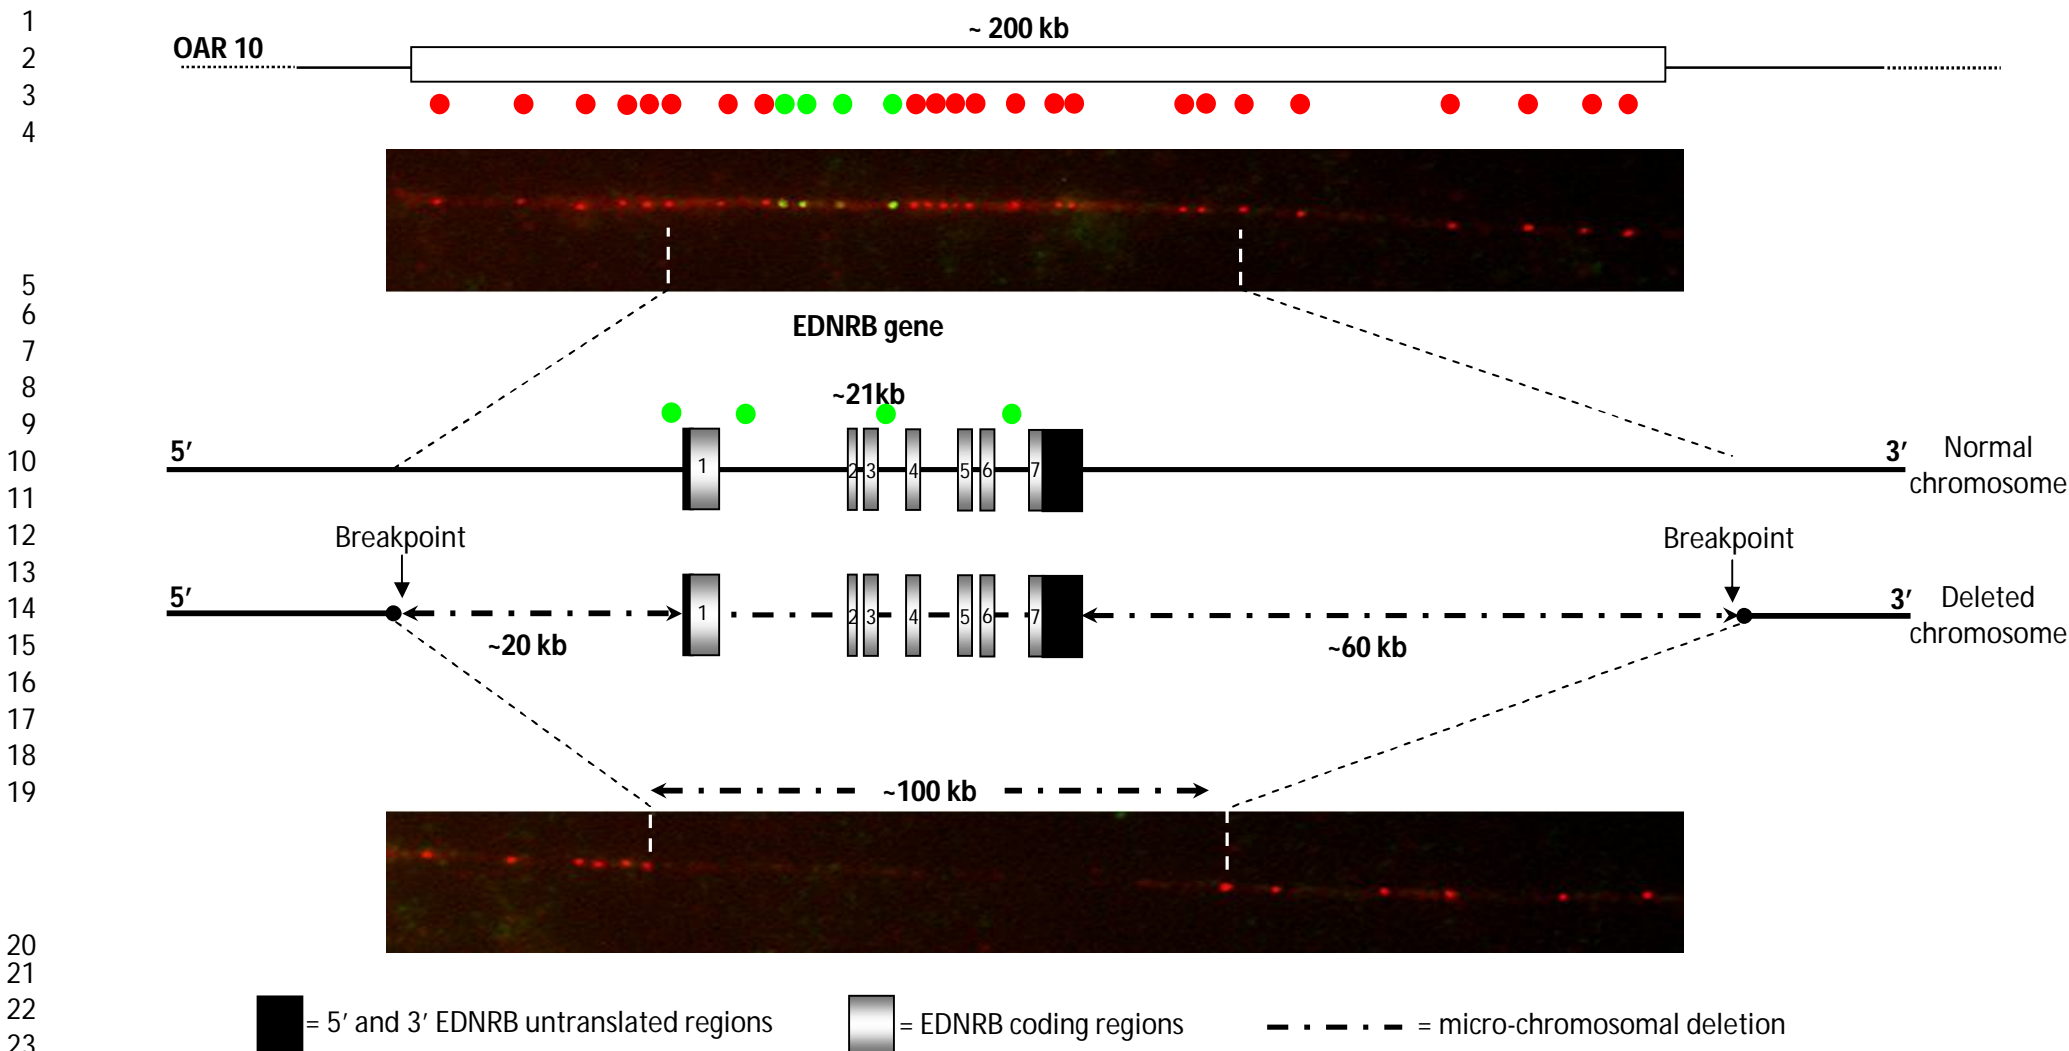 1
~ 200 kb
2
OAR 10
3
4
5
6
EDNRB gene
7
8
~21kb
9
10
5′
1 2 3 4 5 6 7
3′
Normal
chromosome
11
12
Breakpoint
Breakpoint
13
14
5′
1 2 3 4 5 6 7
3′
Deleted
chromosome
15
~20 kb
~60 kb
16
17
18
19
~100 kb
20
21
22
= 5′ and 3′ EDNRB untranslated regions
= EDNRB coding regions
= micro-chromosomal deletion
23